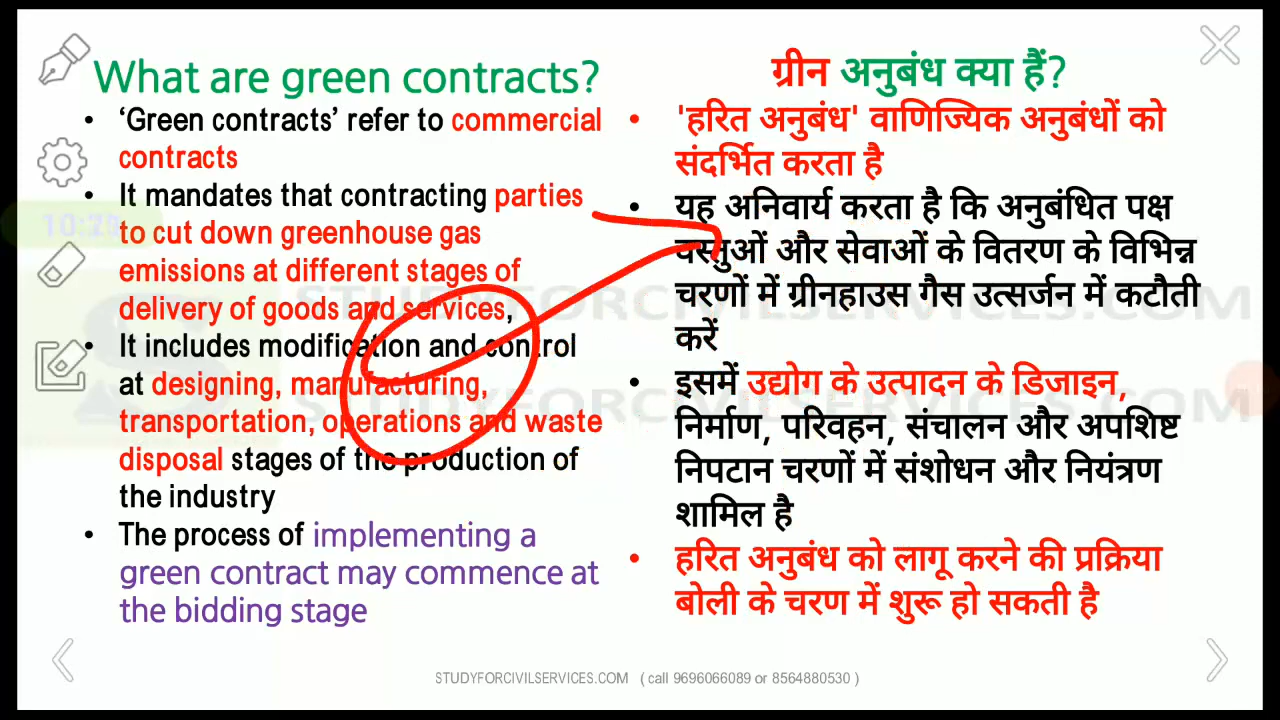 What are green contracts?
• ‘Green contracts’ refer to commercial
contracts
• It mandates that contracting parties
to cut down greenhouse gas
emissions at different stages of
delivery of goods and services,
• It includes modification and control
at designing, manufacturing,
transportation, operations and waste
disposal stages of the production of
the industry
• The process of implementing a
green contract may commence at
the bidding stage
ग्रीन अनुबंध क्या हैं?
• 'हरित अनुबंध' वाणिज्यिक अनुबंधों को
संदर्भित करता है
• यह अनिवार्य करता है कि अनुबंधित पक्ष
वस्तुओं और सेवाओं के वितरण के विभिन्न
चरणों में ग्रीनहाउस गैस उत्सर्जन में कटौती
करें
• इसमें उद्योग के उत्पादन के डिजाइन,
निर्माण, परिवहन, संचालन और अपशिष्ट
निपटान चरणों में संशोधन और नियंत्रण
शामिल है
• हरित अनुबंध को लागू करने की प्रक्रिया
बोली के चरण में शुरू हो सकती है
STUDYFORCIVILSERVICES.COM
STUDYFORCIVILSERVICES.COM
STUDYFORCIVILSERVICES.COM ( call 9696066089 or 8564880530 )